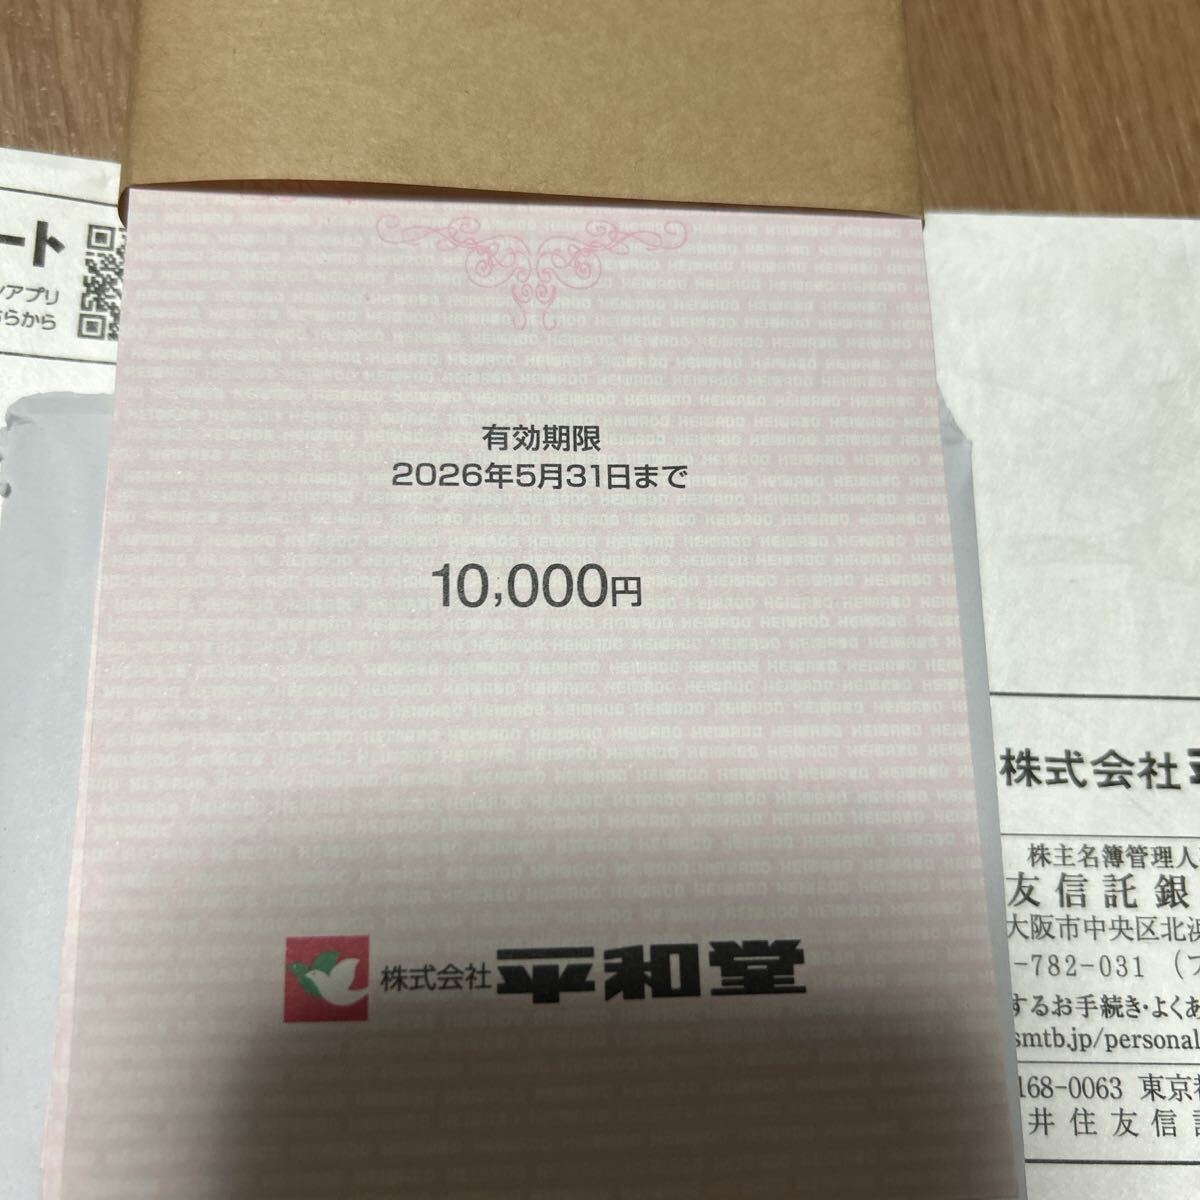 ート
アプリ
らから
有効期限
2026年5月31日まで
10,000円
株式会社 平和堂
HEIWADO
株式会社
株主名簿管理人
友信託銀
大阪市中央区北浜
-782-031
するお手続き・よくあ
smtb.jp/personal
168-0063 東京都
井住友信託